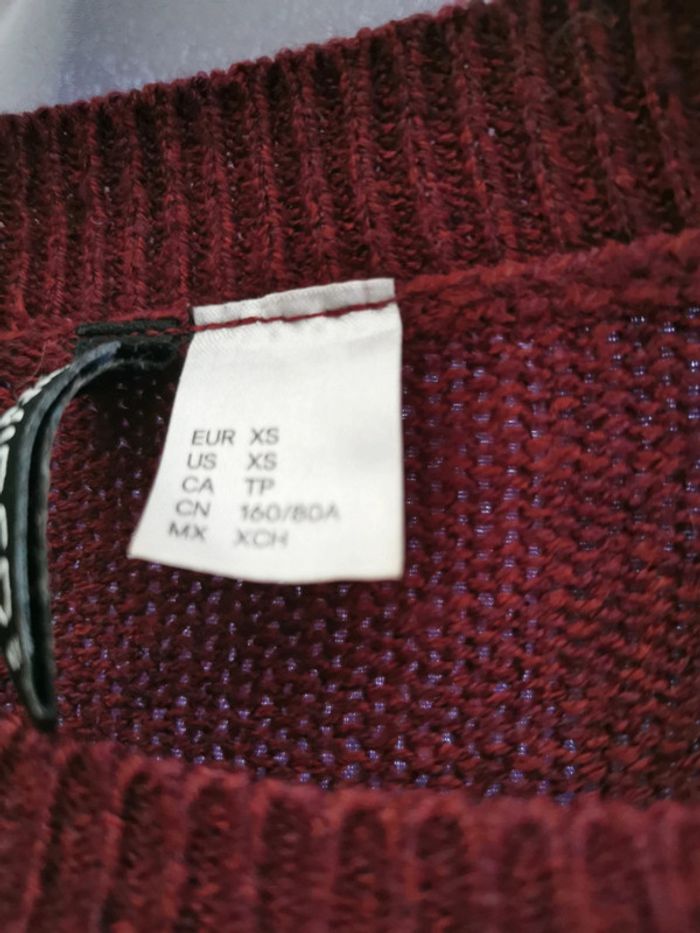 EUR XS
US XS
CA TP
CN 160/80A
MX XCH